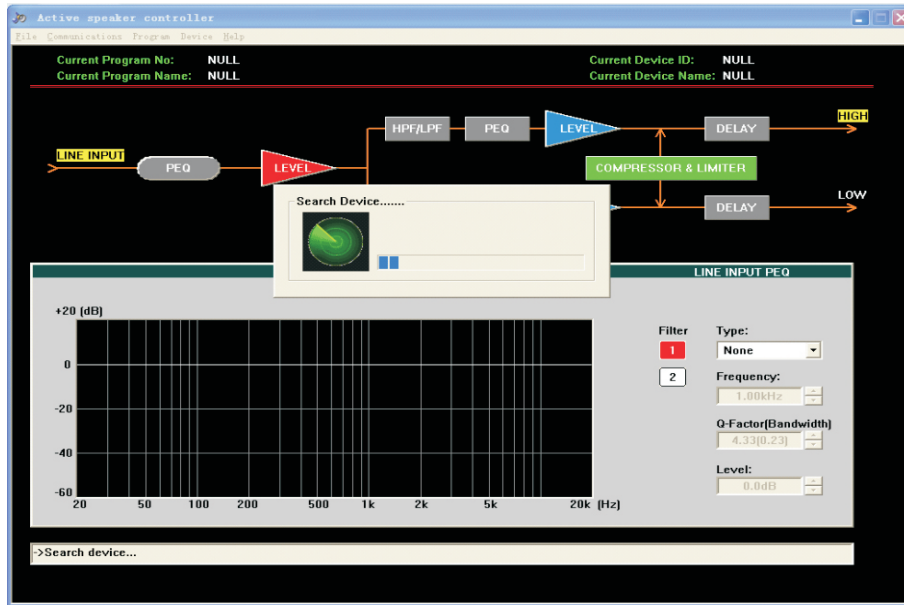 Active speaker controller
File Communications Program Device Help
Current Program No: NULL
Current Device ID: NULL
Current Program Name: NULL
Current Device Name: NULL
HIGH
HPF/LPF
PEQ
LEVEL
DELAY
LINE INPUT
PEQ
LEVEL
COMPRESSOR & LIMITER
LOW
DELAY
Search Device.......
LINE INPUT PEQ
+20 (dB)
0
-20
-40
-60
20 50 100 200 500 1k 2k 5k 20k (Hz)
Filter
1
2
Type:
None
Frequency:
1.00kHz
Q-Factor(Bandwidth)
4.33(0.23)
Level:
0.0dB
->Search device...